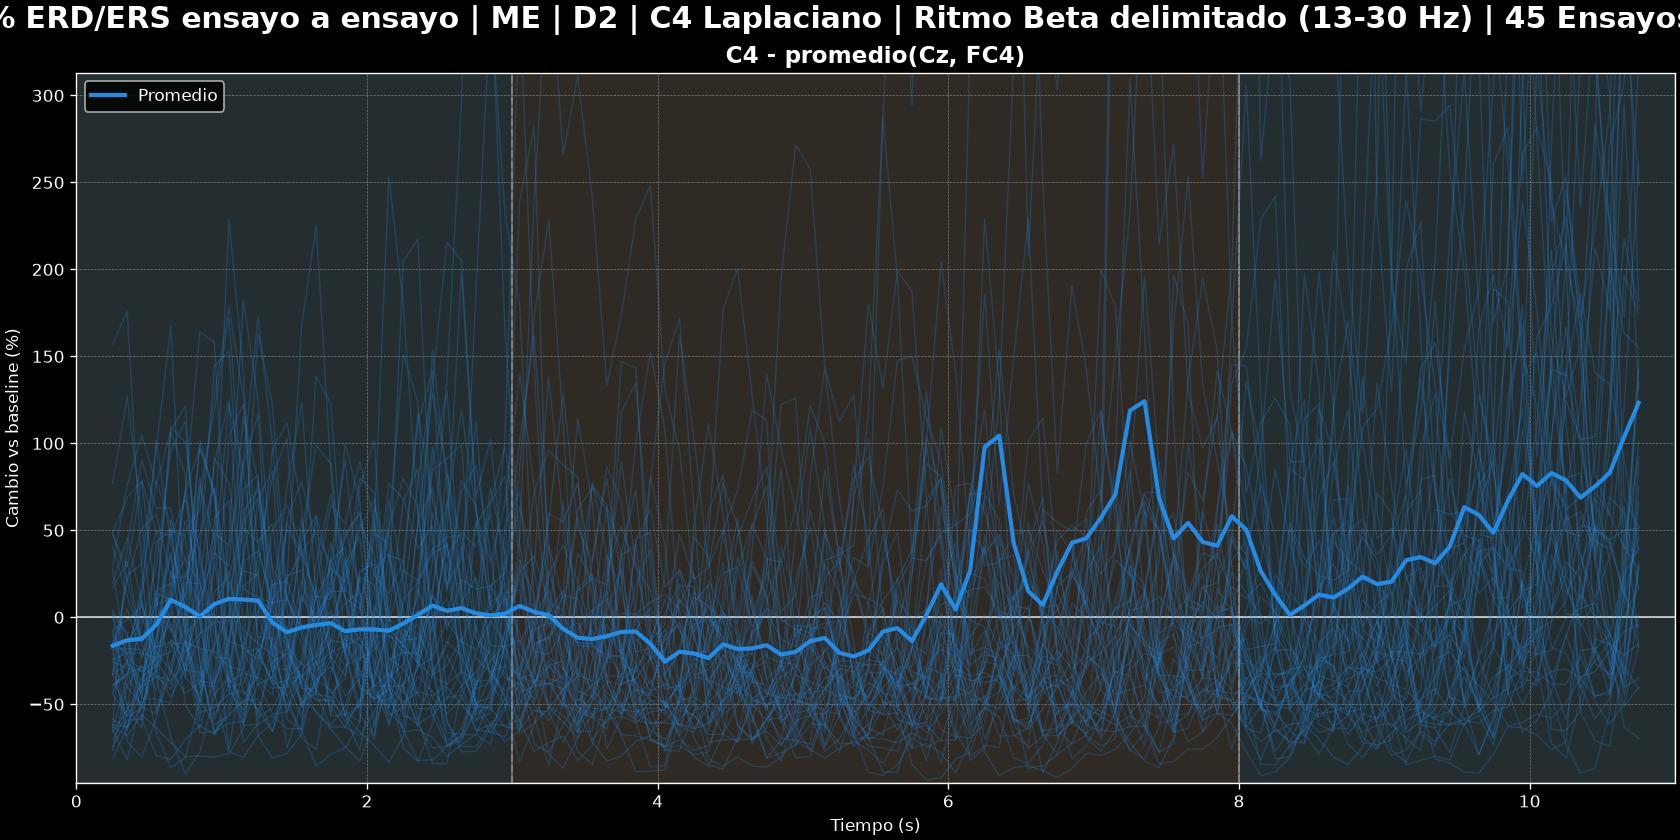 % ERD/ERS ensayo a ensayo | ME | D2 | C4 Laplaciano | Ritmo Beta delimitado (13-30 Hz) | 45 Ensayos
C4 - promedio(Cz, FC4)
Promedio
Cambio vs baseline (%)
300
250
200
150
100
50
0
−50
0 2 4 6 8 10
Tiempo (s)